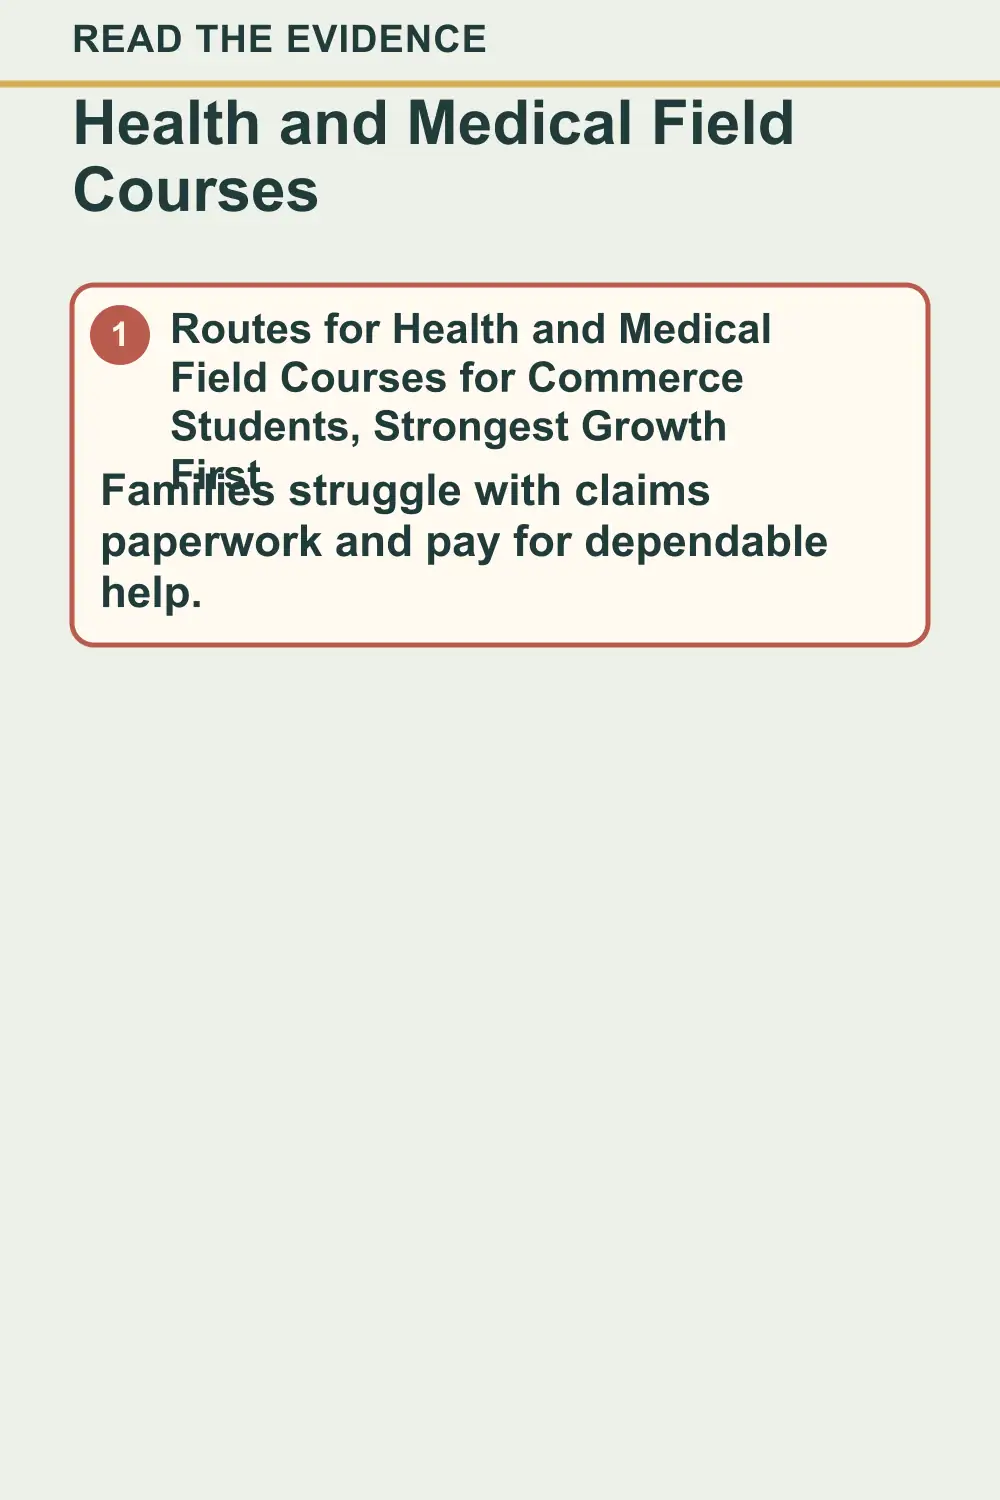 READ THE EVIDENCE
Health and Medical Field
Courses
1
Routes for Health and Medical
Field Courses for Commerce
Students, Strongest Growth
First
Families struggle with claims
paperwork and pay for dependable
help.